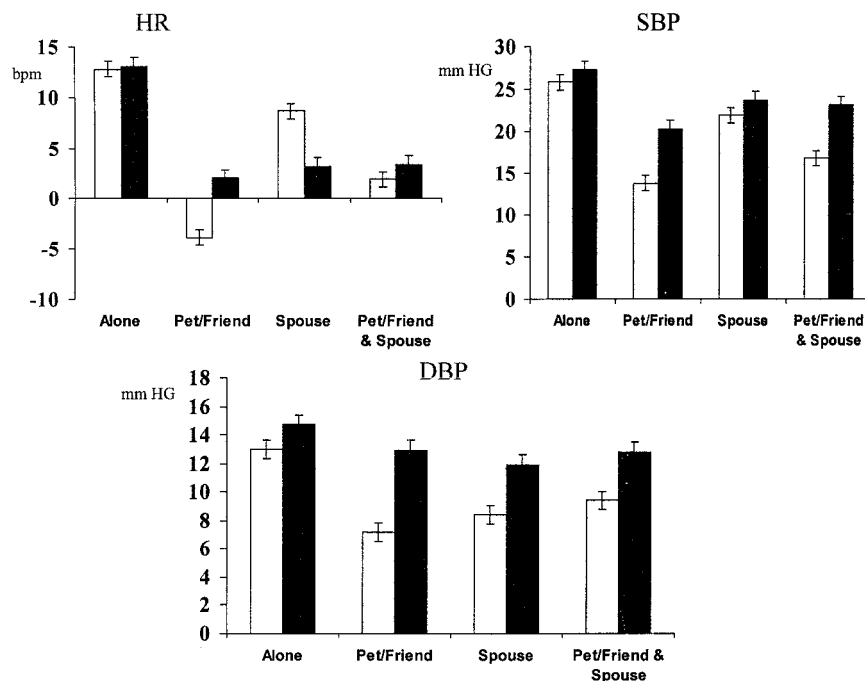 HR
bpm
15
10
5
0
-5
-10
Alone
Pet/Friend
Spouse
Pet/Friend
& Spouse
SBP
mm HG
30
25
20
15
10
5
0
Alone
Pet/Friend
Spouse
Pet/Friend
& Spouse
DBP
mm HG
18
16
14
12
10
8
6
4
2
0
Alone
Pet/Friend
Spouse
Pet/Friend &
Spouse